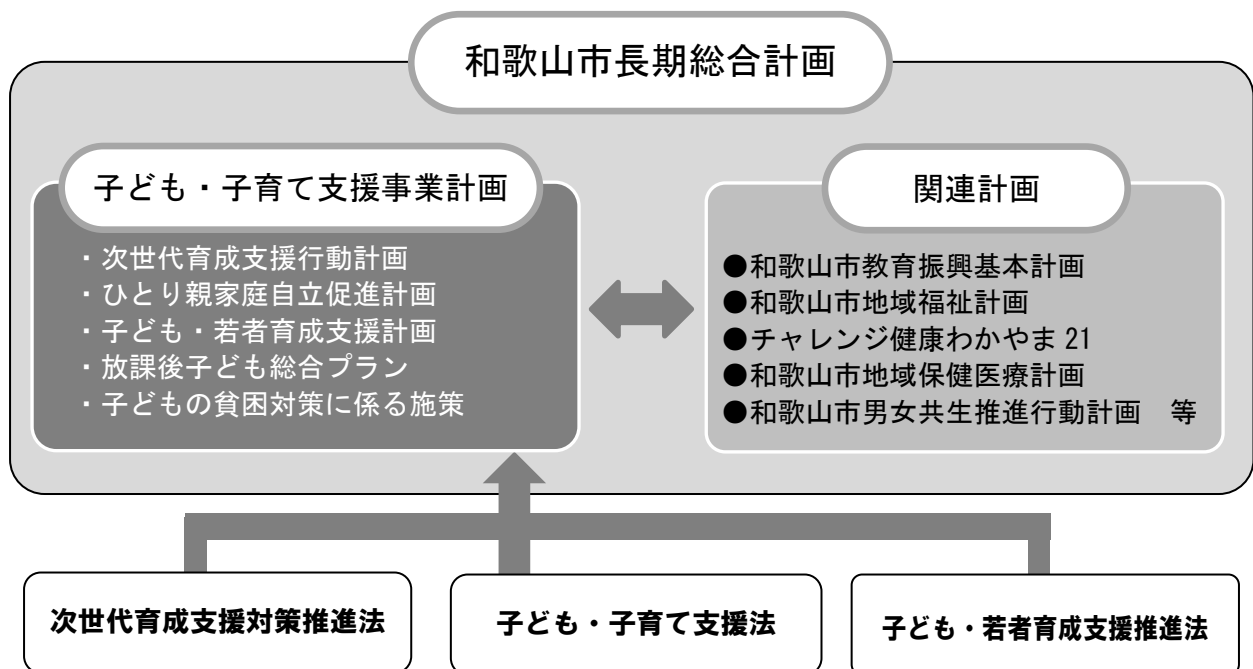 和歌山市長期総合計画
子ども・子育て支援事業計画
・次世代育成支援行動計画
・ひとり親家庭自立促進計画
・子ども・若者育成支援計画
・放課後子ども総合プラン
・子どもの貧困対策に係る施策
関連計画
●和歌山市教育振興基本計画
●和歌山市地域福祉計画
●チャレンジ健康わかやま 21
●和歌山市地域保健医療計画
●和歌山市男女共生推進行動計画　等
次世代育成支援対策推進法
子ども・子育て支援法
子ども・若者育成支援推進法